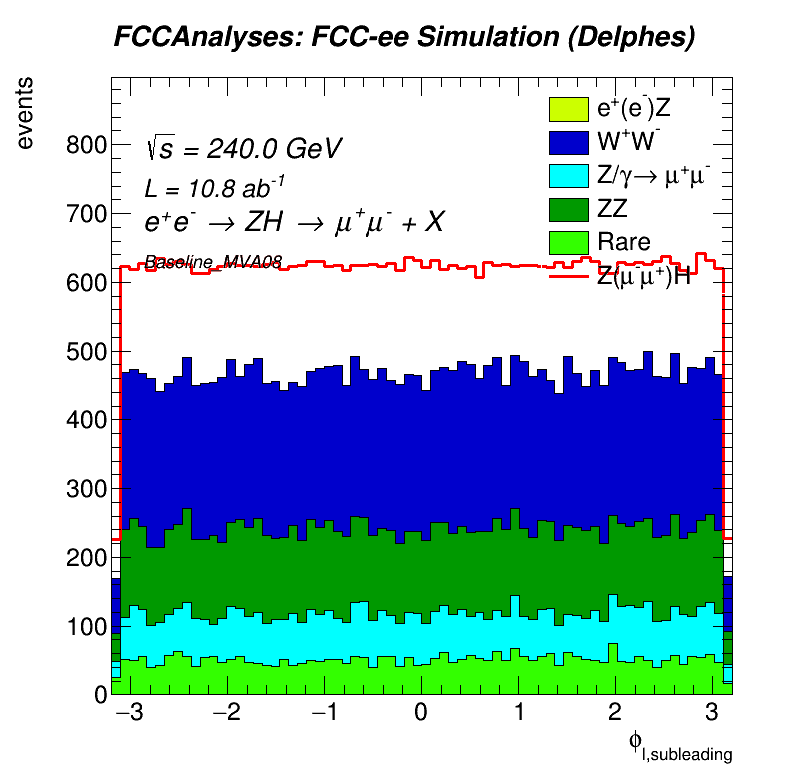 FCCAnalyses: FCC-ee Simulation (Delphes)
events
√s = 240.0 GeV
L = 10.8 ab⁻¹
e⁺e⁻ → ZH → μ⁺μ⁻ + X
Baseline_MVA08
e⁺(e⁻)Z
W⁺W⁻
Z/γ→ μ⁺μ⁻
ZZ
Rare
Z(μ⁻μ⁺)H
800
700
600
500
400
300
200
100
0
−3 −2 −1 0 1 2 3
ϕ l,subleading